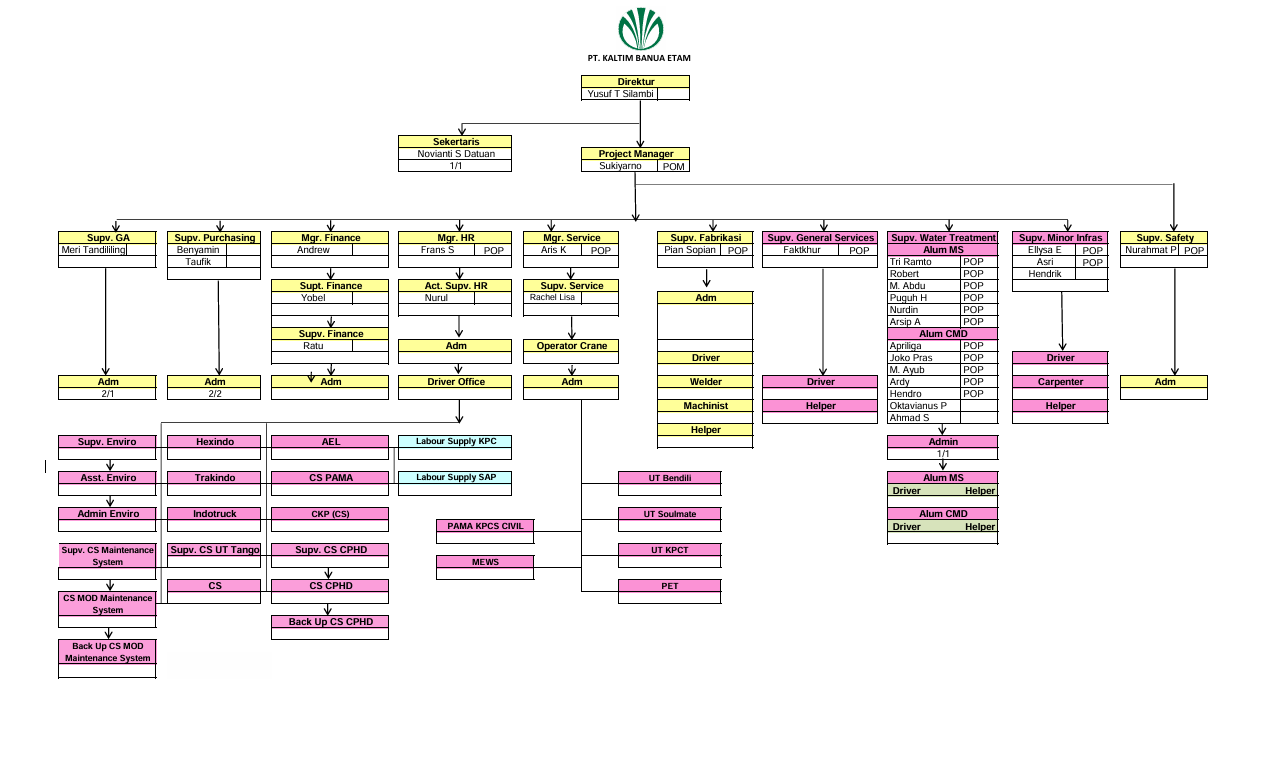 PT. KALTIM BANUA ETAM
Direktur
Yusuf T Silambi
Sekertaris
Novianti S Datuan
1/1
Project Manager
Sukiyarno POM
Supv. GA
Meri Tandililing
Adm
2/1
Supv. Purchasing
Benyamin
Taufik
Adm
2/2
Mgr. Finance
Andrew
Supt. Finance
Yobel
Supv. Finance
Ratu
Adm
Mgr. HR
Frans S POP
Act. Supv. HR
Nurul
Adm
Driver Office
Mgr. Service
Aris K POP
Supv. Service
Rachel Lisa
Operator Crane
Adm
Supv. Fabrikasi
Pian Sopian POP
Adm
Driver
Welder
Machinist
Helper
Supv. General Services
Faktkhur POP
Driver
Helper
Supv. Water Treatment
Alum MS
Tri Ramto POP
Robert POP
M. Abdu POP
Puguh H POP
Nurdin POP
Arsip A POP
Alum CMD
Apriliqa POP
Joko Pras POP
M. Ayub POP
Ardy POP
Hendro POP
Oktavianus P
Ahmad S
Admin
1/1
Alum MS
Driver Helper
Alum CMD
Driver Helper
Supv. Minor Infras
Ellysa E POP
Asri POP
Hendrik
Driver
Carpenter
Helper
Supv. Safety
Nurahmat P POP
Adm
Supv. Enviro
Asst. Enviro
Admin Enviro
Supv. CS Maintenance
System
CS MOD Maintenance
System
Back Up CS MOD
Maintenance System
Hexindo
Trakindo
Indotruck
Supv. CS UT Tango
CS
AEL
CS PAMA
CKP (CS)
Supv. CS CPHD
CS CPHD
Back Up CS CPHD
Labour Supply KPC
Labour Supply SAP
PAMA KPCS CIVIL
MEWS
UT Bendili
UT Soulmate
UT KPCT
PET